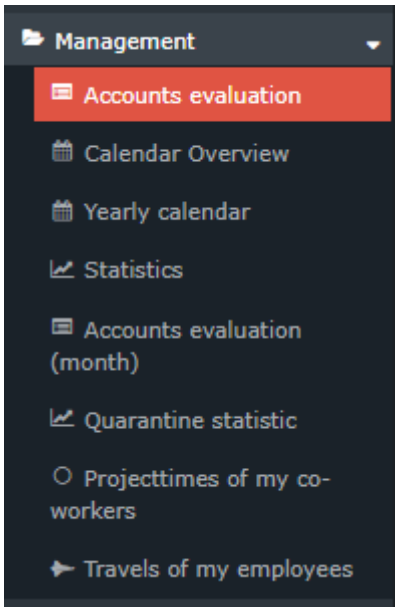 Management
Accounts evaluation
Calendar Overview
Yearly calendar
Statistics
Accounts evaluation
(month)
Quarantine statistic
Projecttimes of my co-
workers
Travels of my employees